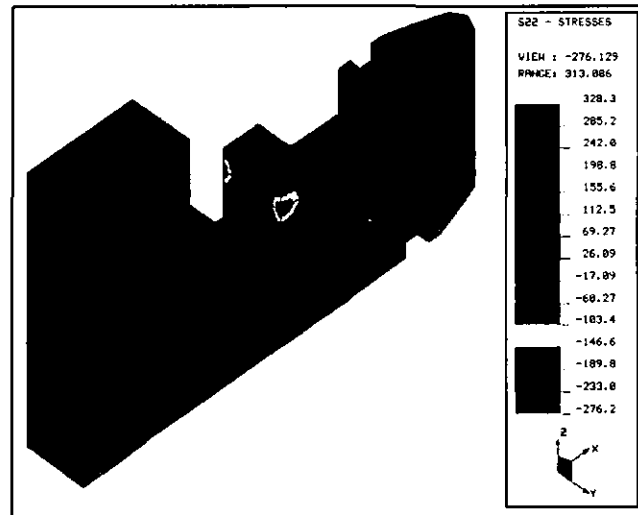 S22 - STRESSES
VIEW : -276.129
RANGE: 313.086
328.3
285.2
242.0
198.8
155.6
112.5
69.27
26.09
-17.09
-60.27
-103.4
-146.6
-189.8
-233.0
-276.2
Z
X
Y